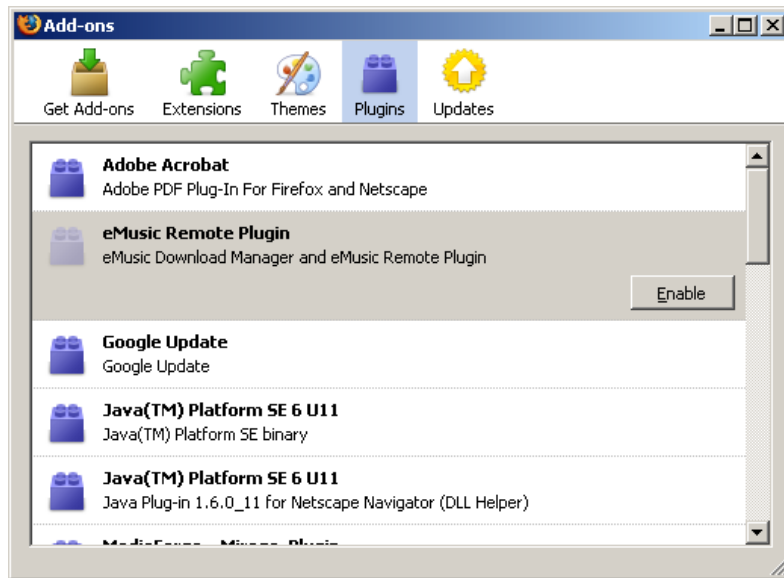 Add-ons
Get Add-ons Extensions Themes Plugins Updates
Adobe Acrobat
Adobe PDF Plug-In For Firefox and Netscape
eMusic Remote Plugin
eMusic Download Manager and eMusic Remote Plugin
Enable
Google Update
Google Update
Java(TM) Platform SE 6 U11
Java(TM) Platform SE binary
Java(TM) Platform SE 6 U11
Java Plug-in 1.6.0_11 for Netscape Navigator (DLL Helper)